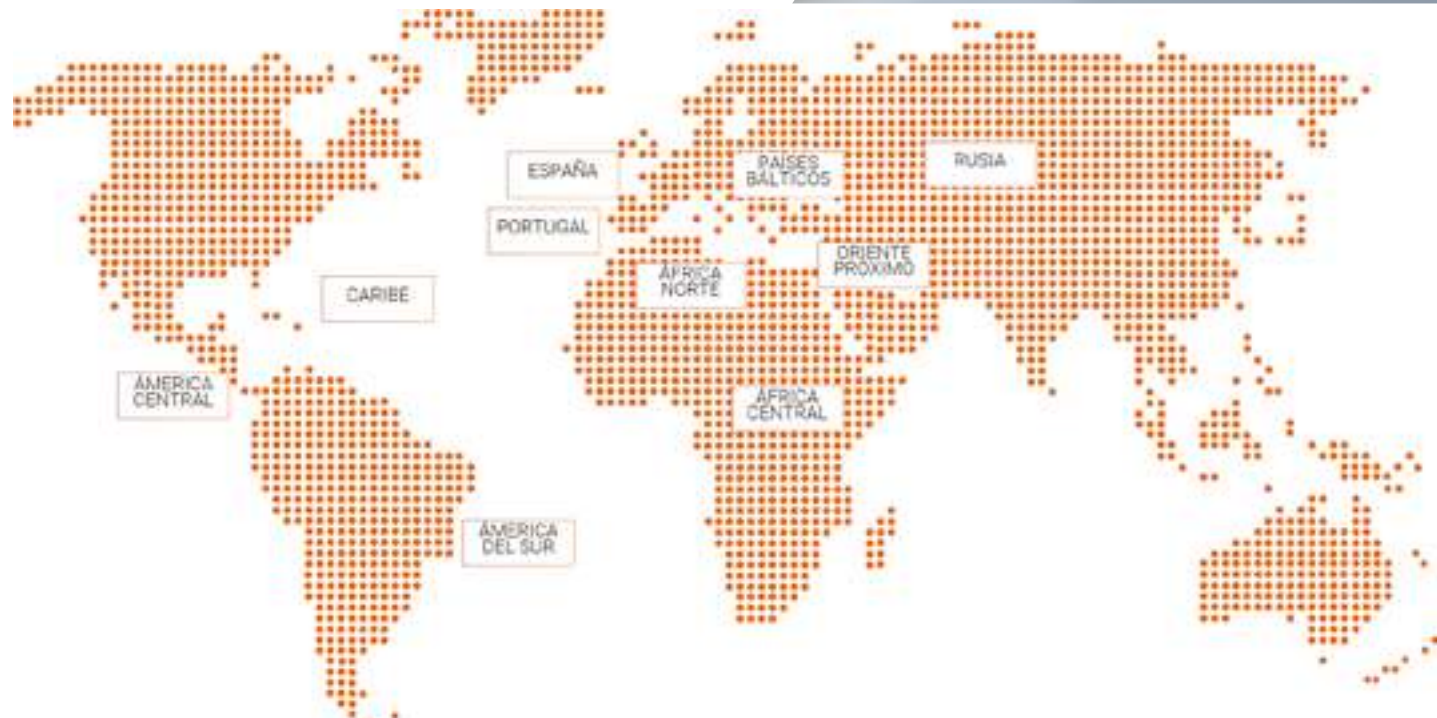 ESPAÑA
PAÍSES
BÁLTICOS
RUSIA
PORTUGAL
ORIENTE
PRÓXIMO
ÁFRICA
NORTE
CARIBE
ÁMERICA
CENTRAL
ÁFRICA
CENTRAL
ÁMERICA
DEL SUR